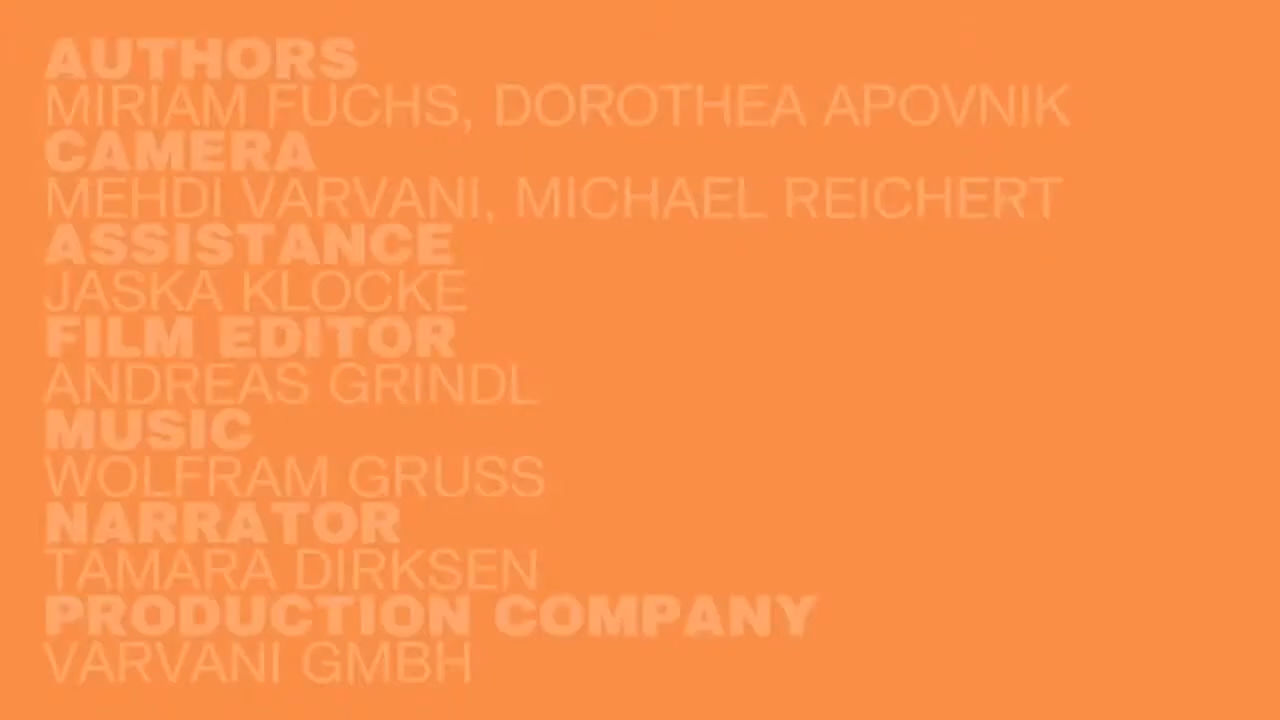 AUTHORS
MIRIAM FUCHS, DOROTHEA APOVNIK
CAMERA
MEHDI VARVANI, MICHAEL REICHERT
ASSISTANCE
JASKA KLOCKE
FILM EDITOR
ANDREAS GRINDL
MUSIC
WOLFRAM GRUSS
NARRATOR
TAMARA DIRKSEN
PRODUCTION COMPANY
VARVANI GMBH